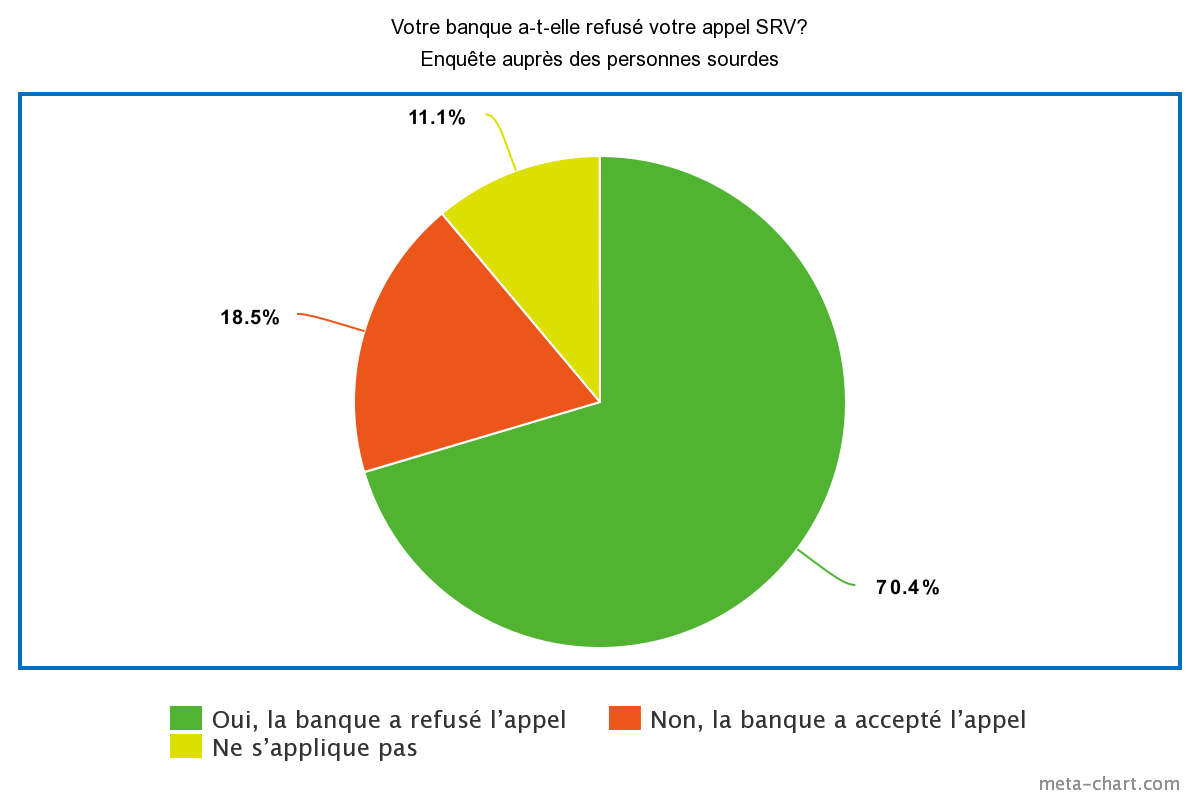 Votre banque a-t-elle refusé votre appel SRV?
Enquête auprès des personnes sourdes
11.1%
18.5%
70.4%
Oui, la banque a refusé l’appel
Non, la banque a accepté l’appel
Ne s’applique pas
meta-chart.com